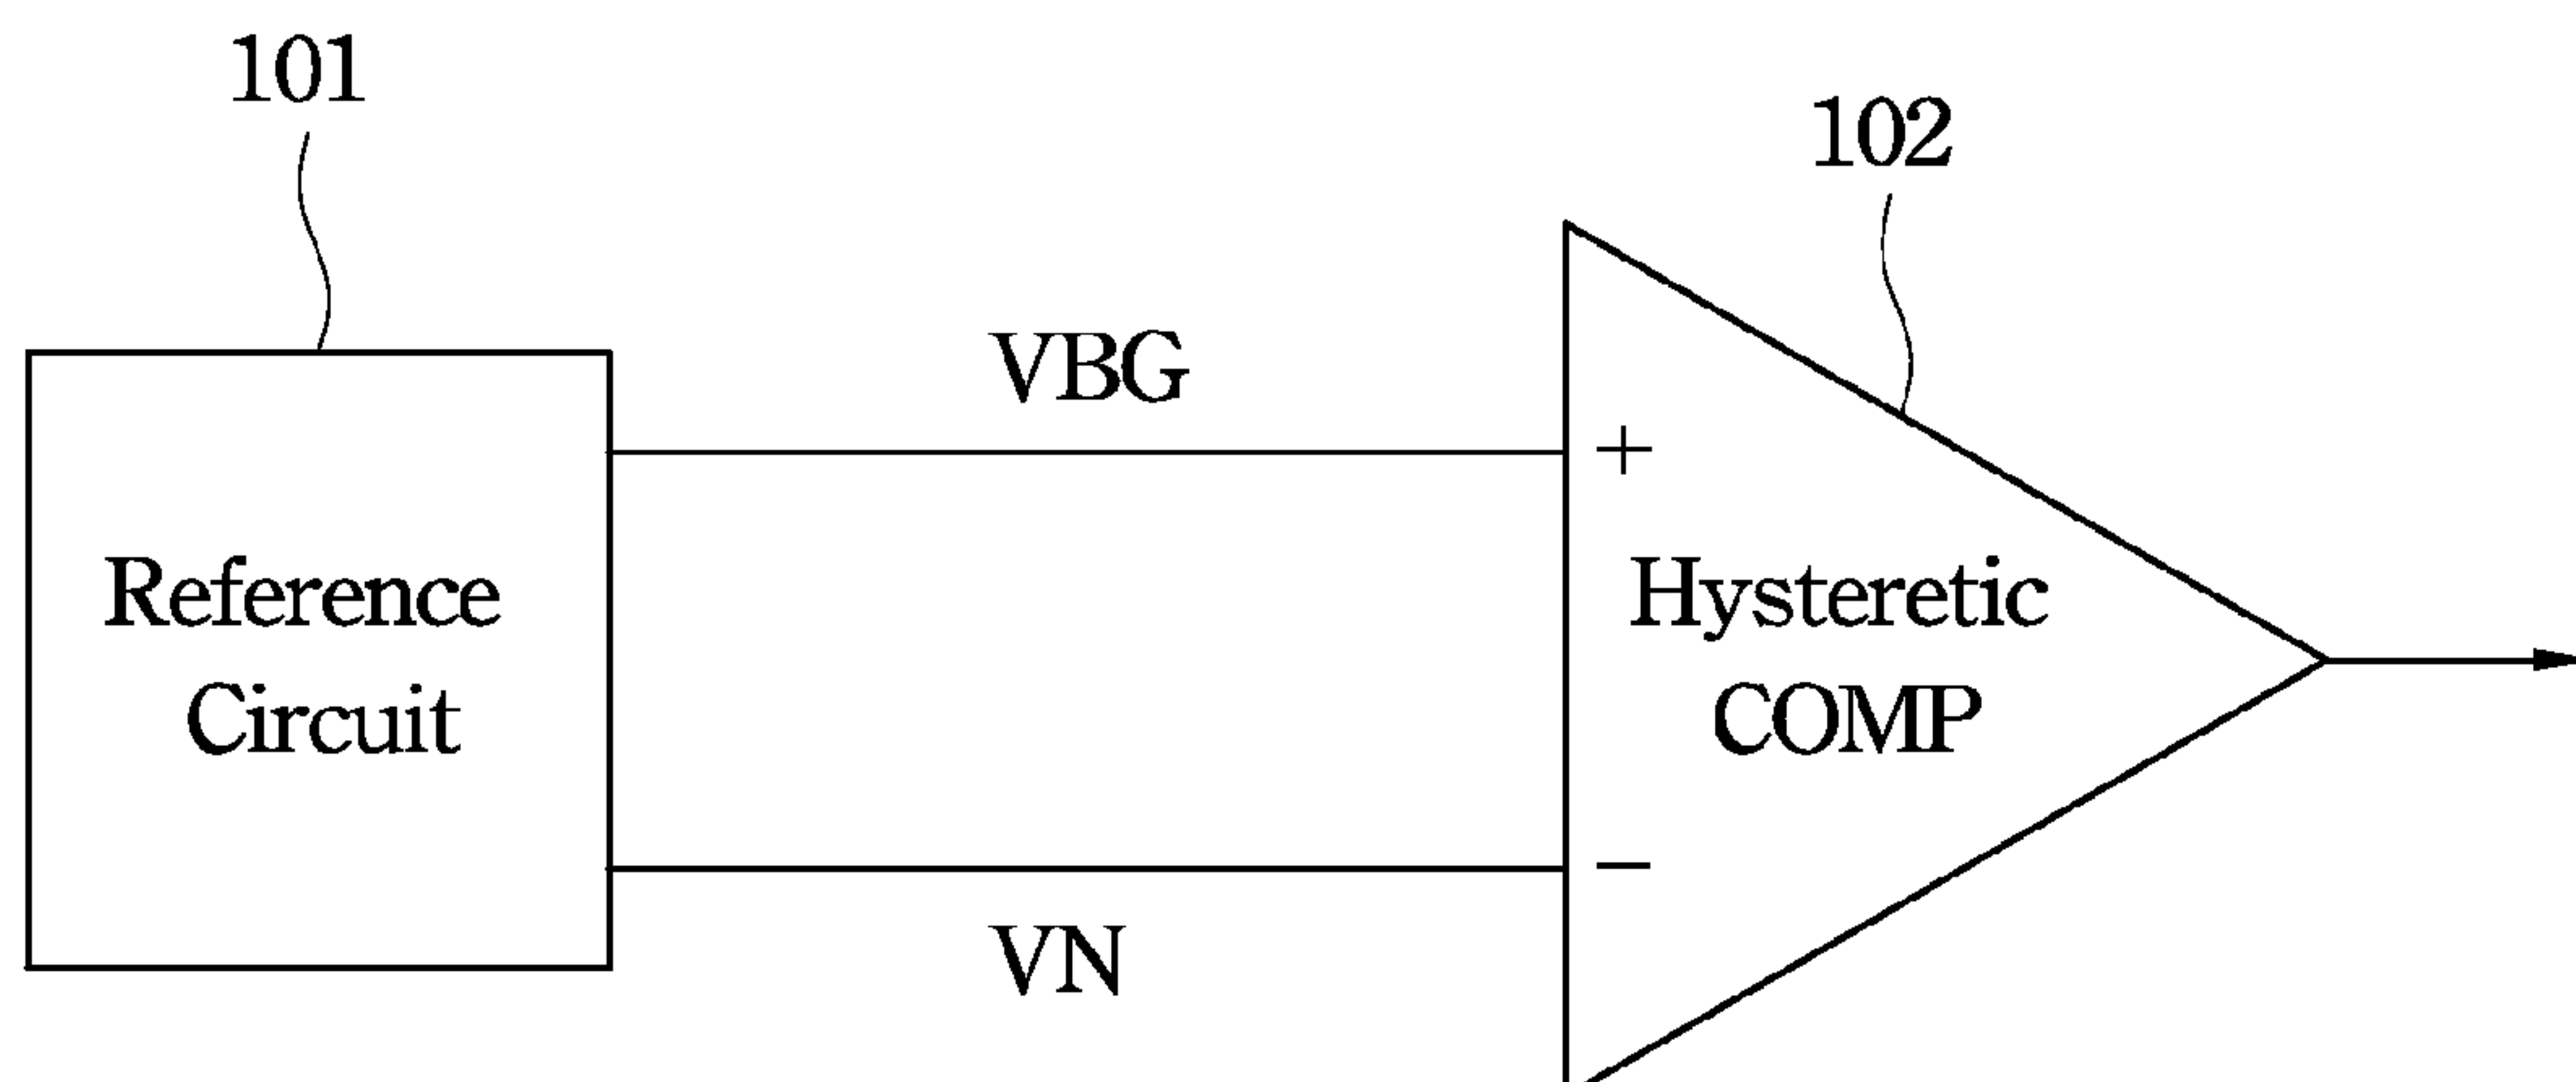 101
102
VBG
+
Reference
Circuit
Hysteretic
COMP
−
VN